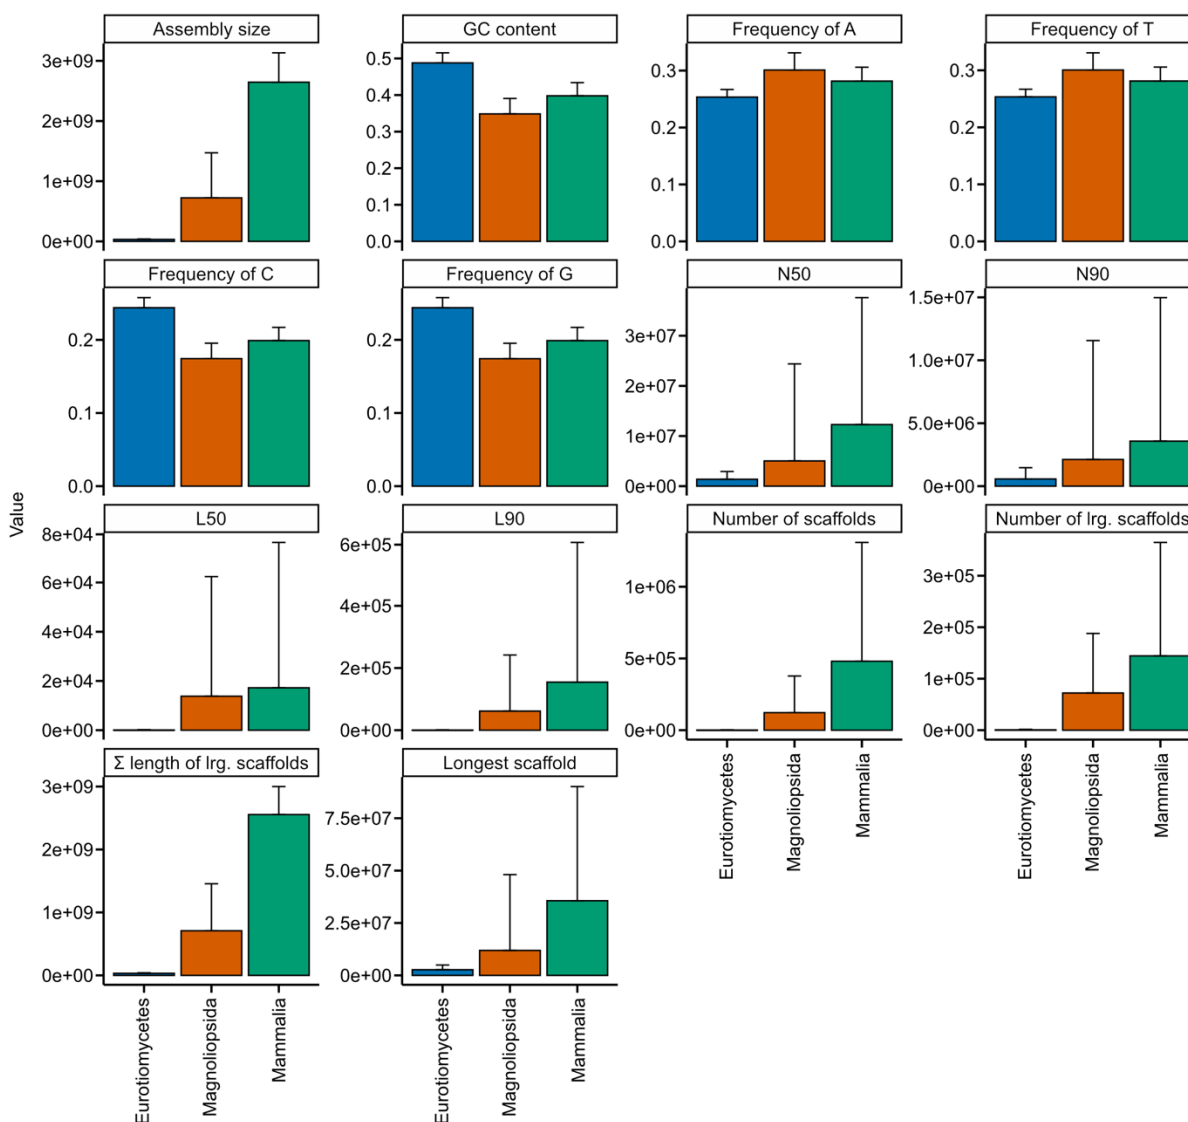 Assembly size
GC content
Frequency of A
Frequency of T
3e+09
2e+09
1e+09
0e+00
0.5
0.4
0.3
0.2
0.1
0.0
0.3
0.2
0.1
0.0
0.3
0.2
0.1
0.0
Frequency of C
Frequency of G
N50
N90
0.2
0.1
0.0
0.2
0.1
0.0
3e+07
2e+07
1e+07
0e+00
1.5e+07
1.0e+07
5.0e+06
0e+00
Value
L50
L90
Number of scaffolds
Number of lrg. scaffolds
8e+04
6e+04
4e+04
2e+04
0e+00
6e+05
4e+05
2e+05
0e+00
1e+06
5e+05
0e+00
3e+05
2e+05
1e+05
0e+00
Eurotiomycetes
Magnoliopsida
Mammalia
Eurotiomycetes
Magnoliopsida
Mammalia
Σ length of lrg. scaffolds
Longest scaffold
3e+09
2e+09
1e+09
0e+00
7.5e+07
5.0e+07
2.5e+07
0e+00
Eurotiomycetes
Magnoliopsida
Mammalia
Eurotiomycetes
Magnoliopsida
Mammalia